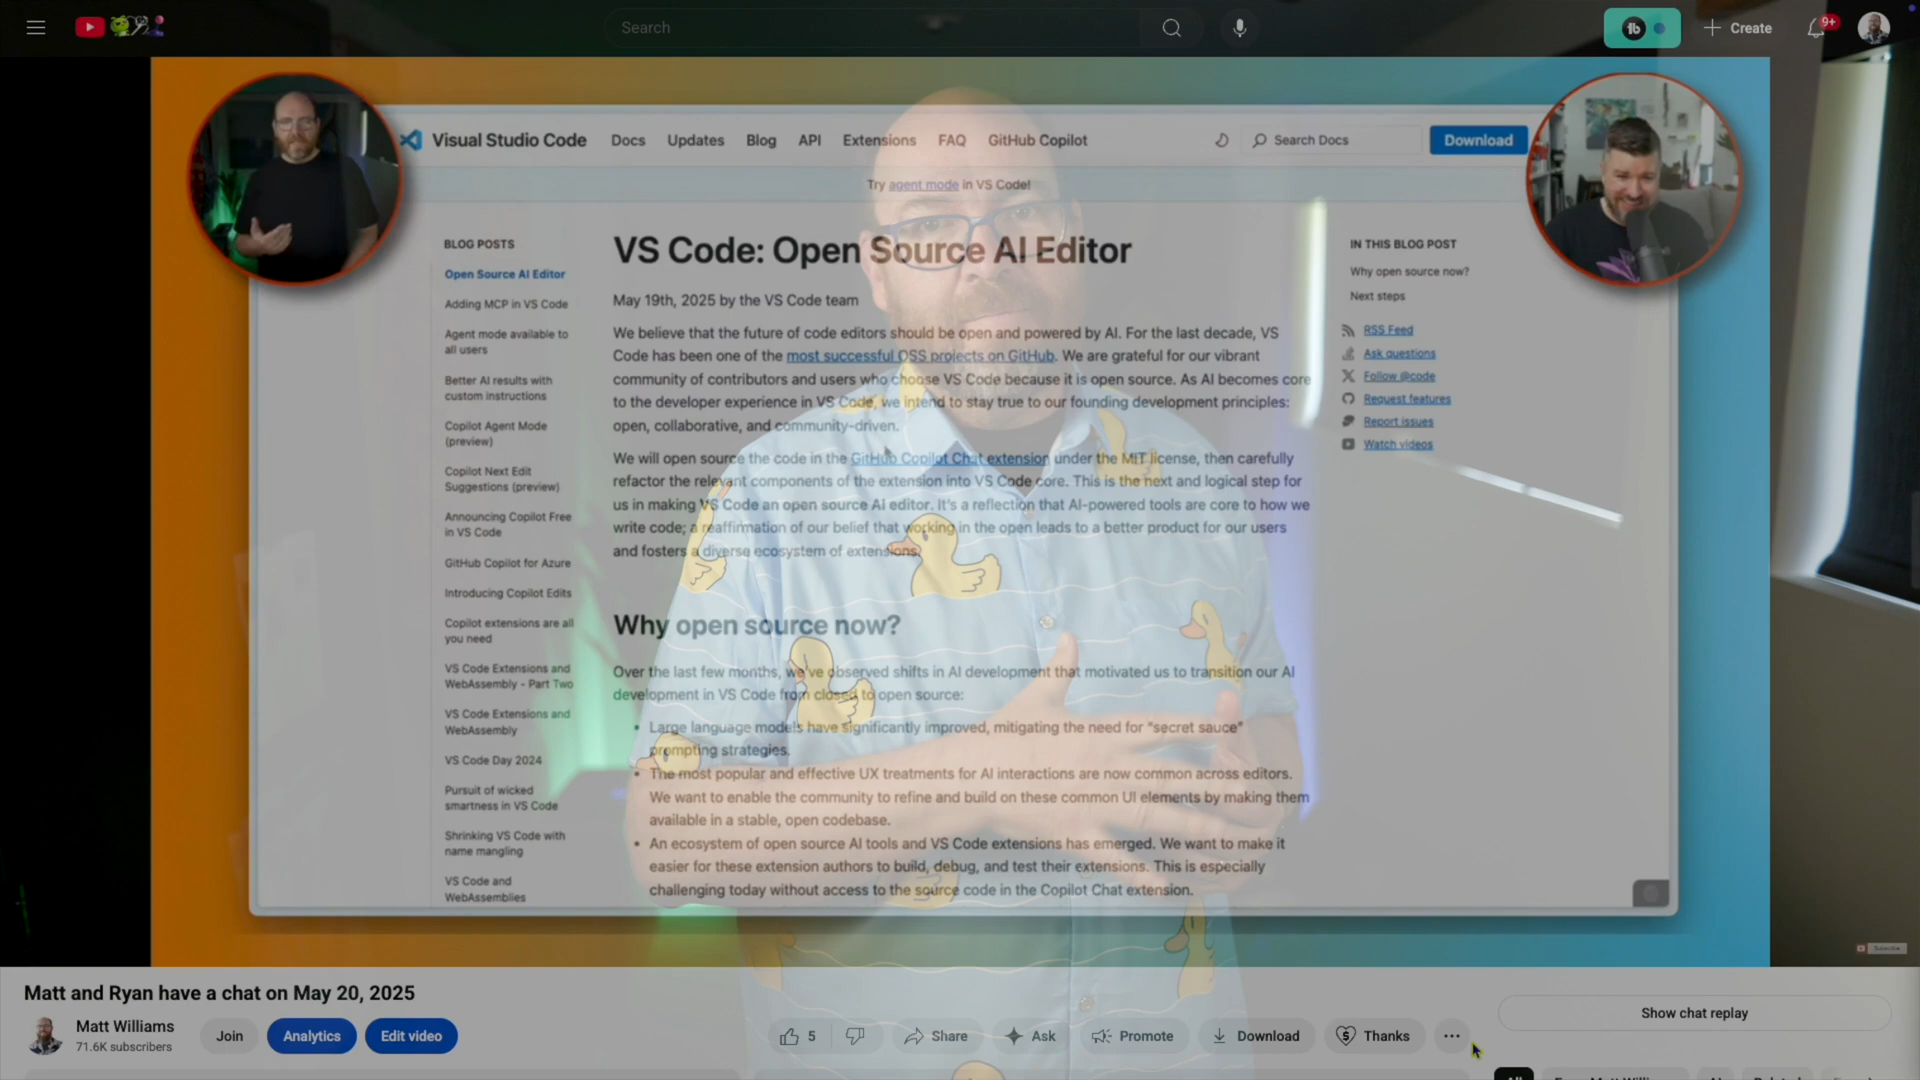 Search
Create
9+
Visual Studio Code
Docs
Updates
Blog
API
Extensions
FAQ
GitHub Copilot
Search Docs
Download
Try agent mode in VS Code!
BLOG POSTS
Open Source AI Editor
Adding MCP in VS Code
Agent mode available to
all users
Better AI results with
custom instructions
Copilot Agent Mode
(preview)
Copilot Next Edit
Suggestions (preview)
Announcing Copilot Free
in VS Code
GitHub Copilot for Azure
Introducing Copilot Edits
Copilot extensions are all
you need
VS Code Extensions and
WebAssembly - Part Two
VS Code Extensions and
WebAssembly
VS Code Day 2024
Pursuit of wicked
smartness in VS Code
Shrinking VS Code with
name mangling
VS Code and
WebAssemblies
VS Code: Open Source AI Editor
May 19th, 2025 by the VS Code team
We believe that the future of code editors should be open and powered by AI. For the last decade, VS
Code has been one of the most successful OSS projects on GitHub. We are grateful for our vibrant
community of contributors and users who choose VS Code because it is open source. As AI becomes core
to the developer experience in VS Code, we intend to stay true to our founding development principles:
open, collaborative, and community-driven.
We will open source the code in the GitHub Copilot Chat extension under the MIT license, then carefully
refactor the relevant components of the extension into VS Code core. This is the next and logical step for
us in making VS Code an open source AI editor. It's a reflection that AI-powered tools are core to how we
write code; a reaffirmation of our belief that working in the open leads to a better product for our users
and fosters a diverse ecosystem of extensions.
Why open source now?
Over the last few months, we've observed shifts in AI development that motivated us to transition our AI
development in VS Code from closed to open source:
• Large language models have significantly improved, mitigating the need for "secret sauce"
prompting strategies.
• The most popular and effective UX treatments for AI interactions are now common across editors.
We want to enable the community to refine and build on these common UI elements by making them
available in a stable, open codebase.
• An ecosystem of open source AI tools and VS Code extensions has emerged. We want to make it
easier for these extension authors to build, debug, and test their extensions. This is especially
challenging today without access to the source code in the Copilot Chat extension.
IN THIS BLOG POST
Why open source now?
Next steps
RSS Feed
Ask questions
Follow @code
Request features
Report issues
Watch videos
Subscribe
Matt and Ryan have a chat on May 20, 2025
Matt Williams
71.6K subscribers
Join
Analytics
Edit video
5
Share
Ask
Promote
Download
Thanks
Show chat replay